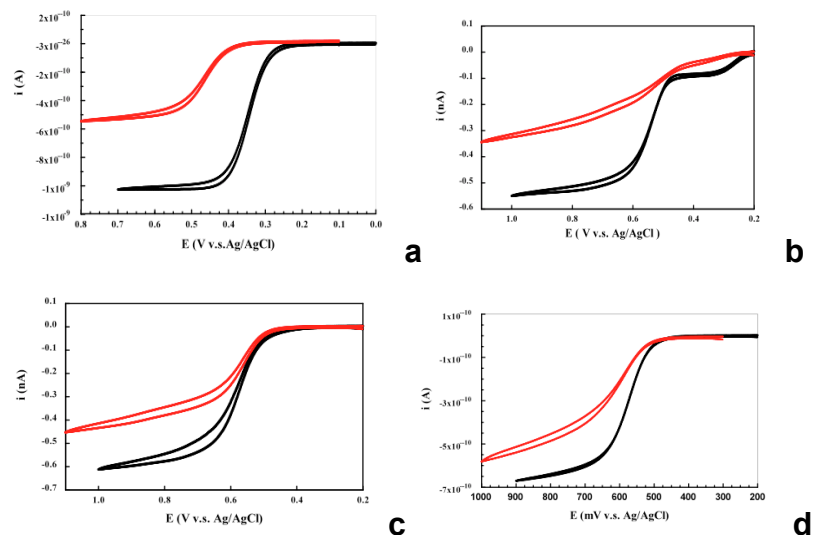 2x10⁻¹⁰
-3x10⁻²⁶
-2x10⁻¹⁰
-4x10⁻¹⁰
-6x10⁻¹⁰
-8x10⁻¹⁰
-1x10⁻⁹
-1x10⁻⁹
i (A)
0.8 0.7 0.6 0.5 0.4 0.3 0.2 0.1 0.0
E (V v.s.Ag/AgCl)
a
0.1
0.0
-0.1
-0.2
-0.3
-0.4
-0.5
-0.6
i (nA)
1.0 0.8 0.6 0.4 0.2
E ( V v.s. Ag/AgCl )
b
0.1
0.0
-0.1
-0.2
-0.3
-0.4
-0.5
-0.6
-0.7
i (nA)
1.0 0.8 0.6 0.4 0.2
E (V v.s. Ag/AgCl)
c
1x10⁻¹⁰
-1x10⁻¹⁰
-3x10⁻¹⁰
-5x10⁻¹⁰
-7x10⁻¹⁰
i (A)
1000 900 800 700 600 500 400 300 200
E (mV v.s. Ag/AgCl)
d